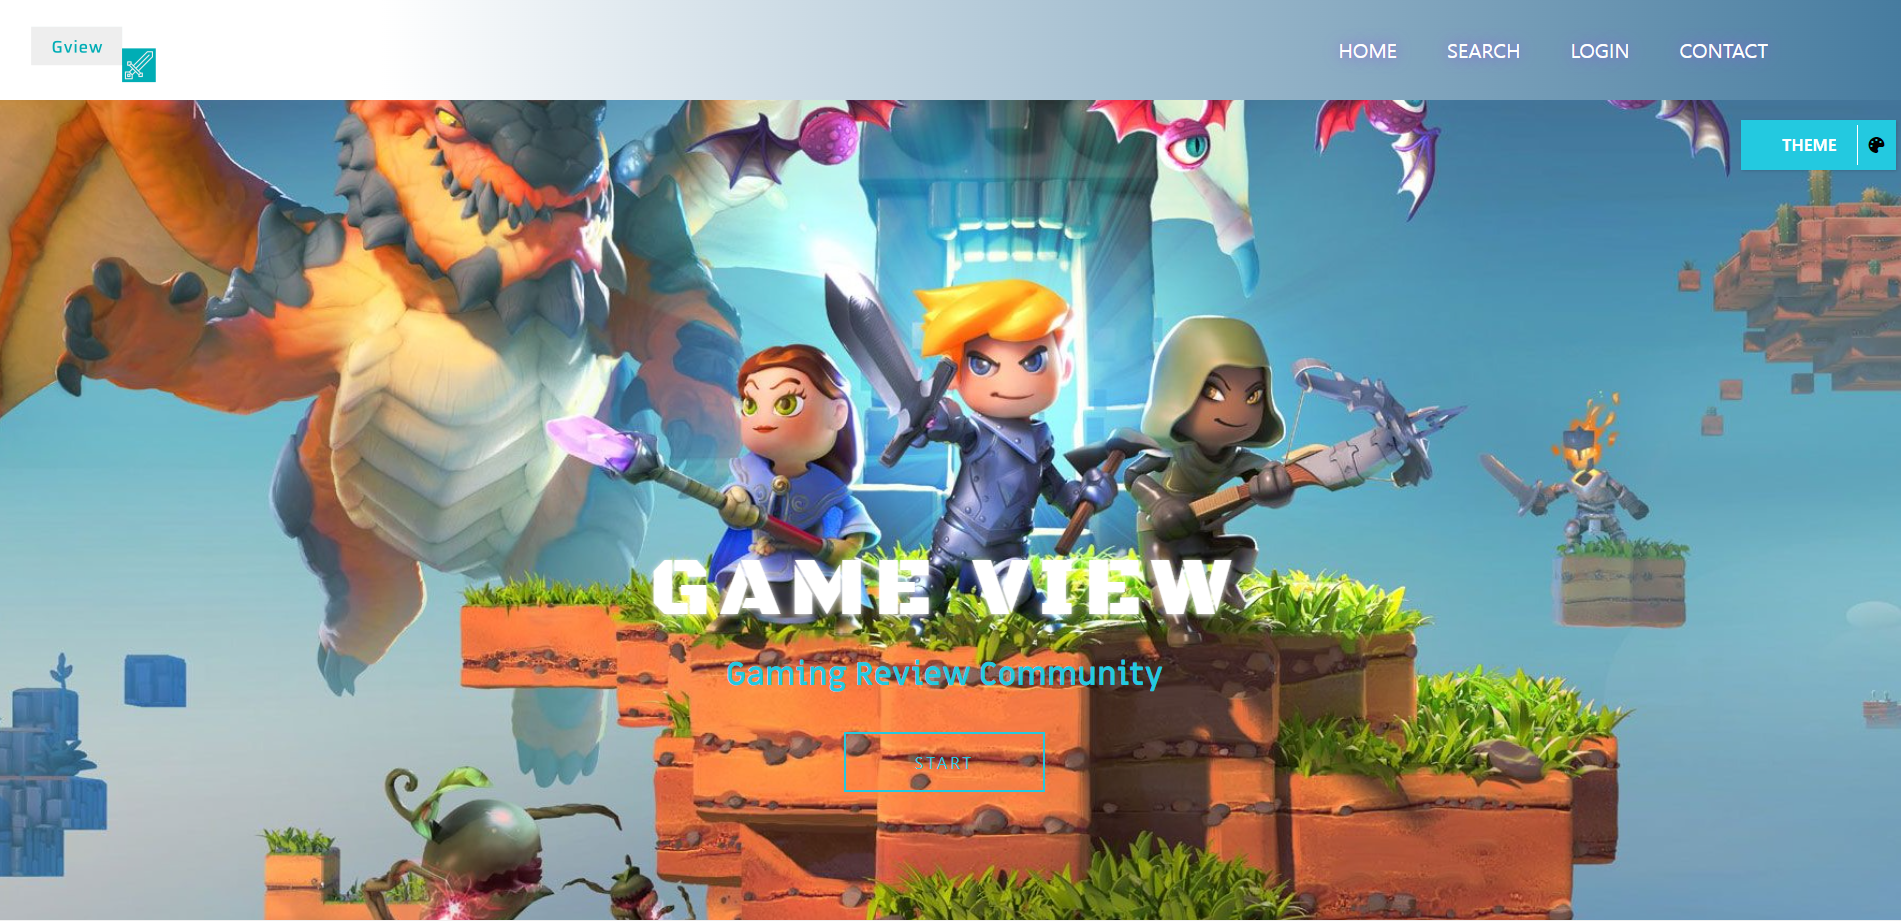 Gview
HOME SEARCH LOGIN CONTACT
THEME
GAME VIEW
Gaming Review Community
START